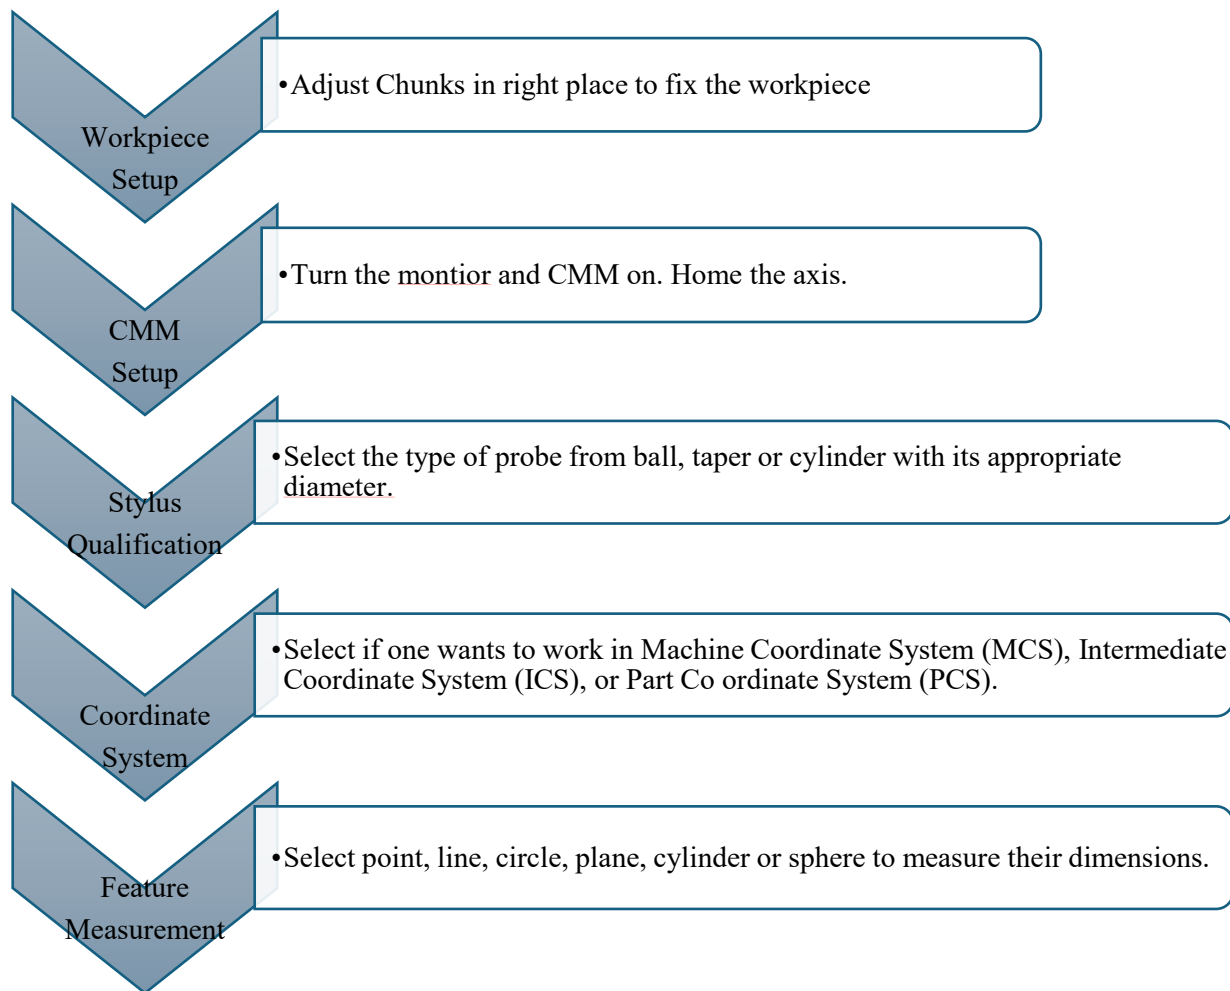 Workpiece
Setup
•Adjust Chunks in right place to fix the workpiece
CMM
Setup
•Turn the montior and CMM on. Home the axis.
Stylus
Qualification
•Select the type of probe from ball, taper or cylinder with its appropriate
diameter.
Coordinate
System
•Select if one wants to work in Machine Coordinate System (MCS), Intermediate
Coordinate System (ICS), or Part Co ordinate System (PCS).
Feature
Measurement
•Select point, line, circle, plane, cylinder or sphere to measure their dimensions.